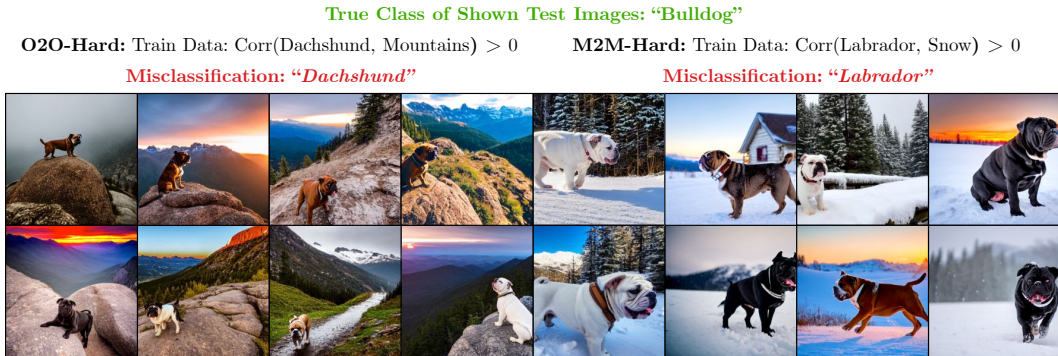 True Class of Shown Test Images: “Bulldog”
O2O-Hard: Train Data: Corr(Dachshund, Mountains) > 0
M2M-Hard: Train Data: Corr(Labrador, Snow) > 0
Misclassification: “Dachshund”
Misclassification: “Labrador”